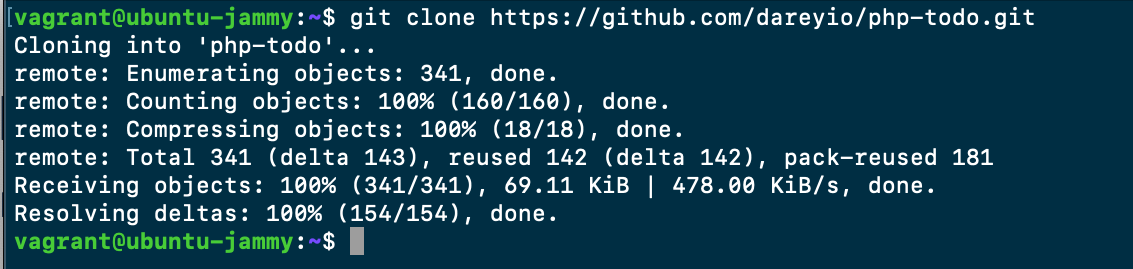 [vagrant@ubuntu-jammy:~$ git clone https://github.com/dareyio/php-todo.git
Cloning into 'php-todo'...
remote: Enumerating objects: 341, done.
remote: Counting objects: 100% (160/160), done.
remote: Compressing objects: 100% (18/18), done.
remote: Total 341 (delta 143), reused 142 (delta 142), pack-reused 181
Receiving objects: 100% (341/341), 69.11 KiB | 478.00 KiB/s, done.
Resolving deltas: 100% (154/154), done.
vagrant@ubuntu-jammy:~$